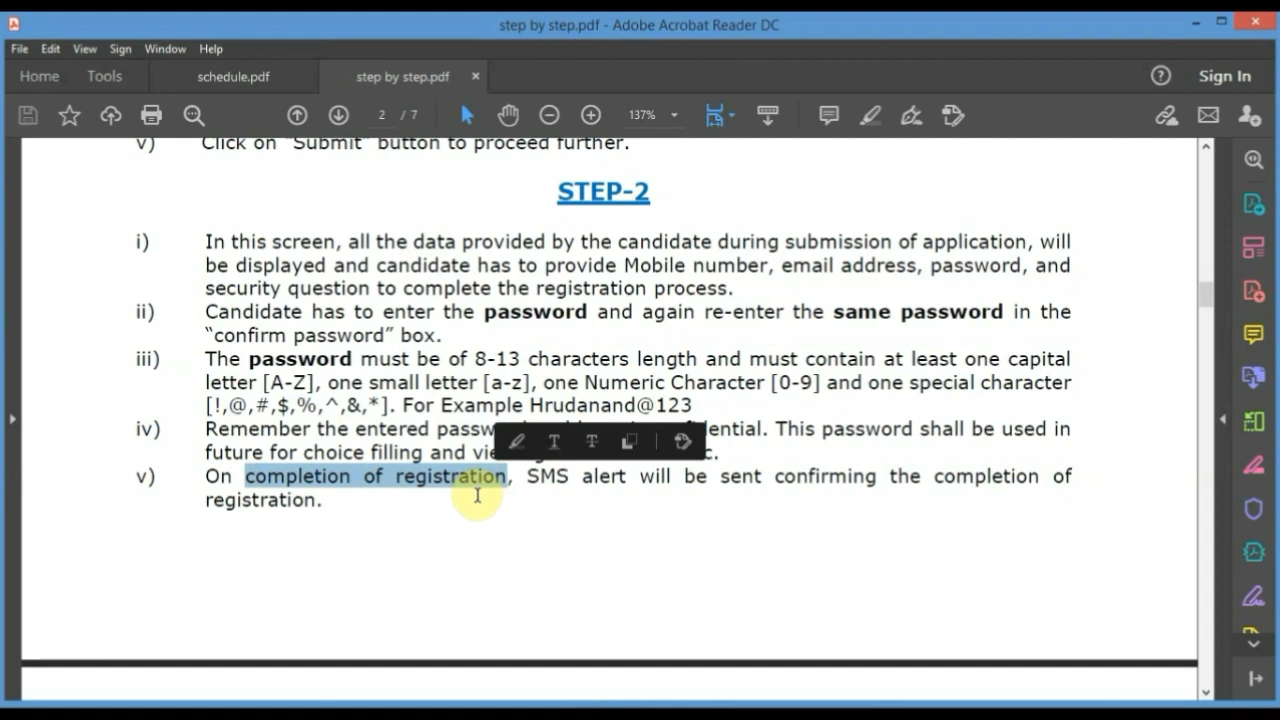 step by step.pdf - Adobe Acrobat Reader DC
File Edit View Sign Window Help
Home Tools schedule.pdf step by step.pdf × Sign In
2 / 7 137%
v) Click on "Submit" button to proceed further.
STEP-2
i) In this screen, all the data provided by the candidate during submission of application, will
be displayed and candidate has to provide Mobile number, email address, password, and
security question to complete the registration process.
ii) Candidate has to enter the password and again re-enter the same password in the
“confirm password” box.
iii) The password must be of 8-13 characters length and must contain at least one capital
letter [A-Z], one small letter [a-z], one Numeric Character [0-9] and one special character
[!,@,#,$,%,^,&,*]. For Example Hrudanand@123
iv) Remember the entered This password shall be used in
future for choice filling and
v) On completion of registration, SMS alert will be sent confirming the completion of
registration.